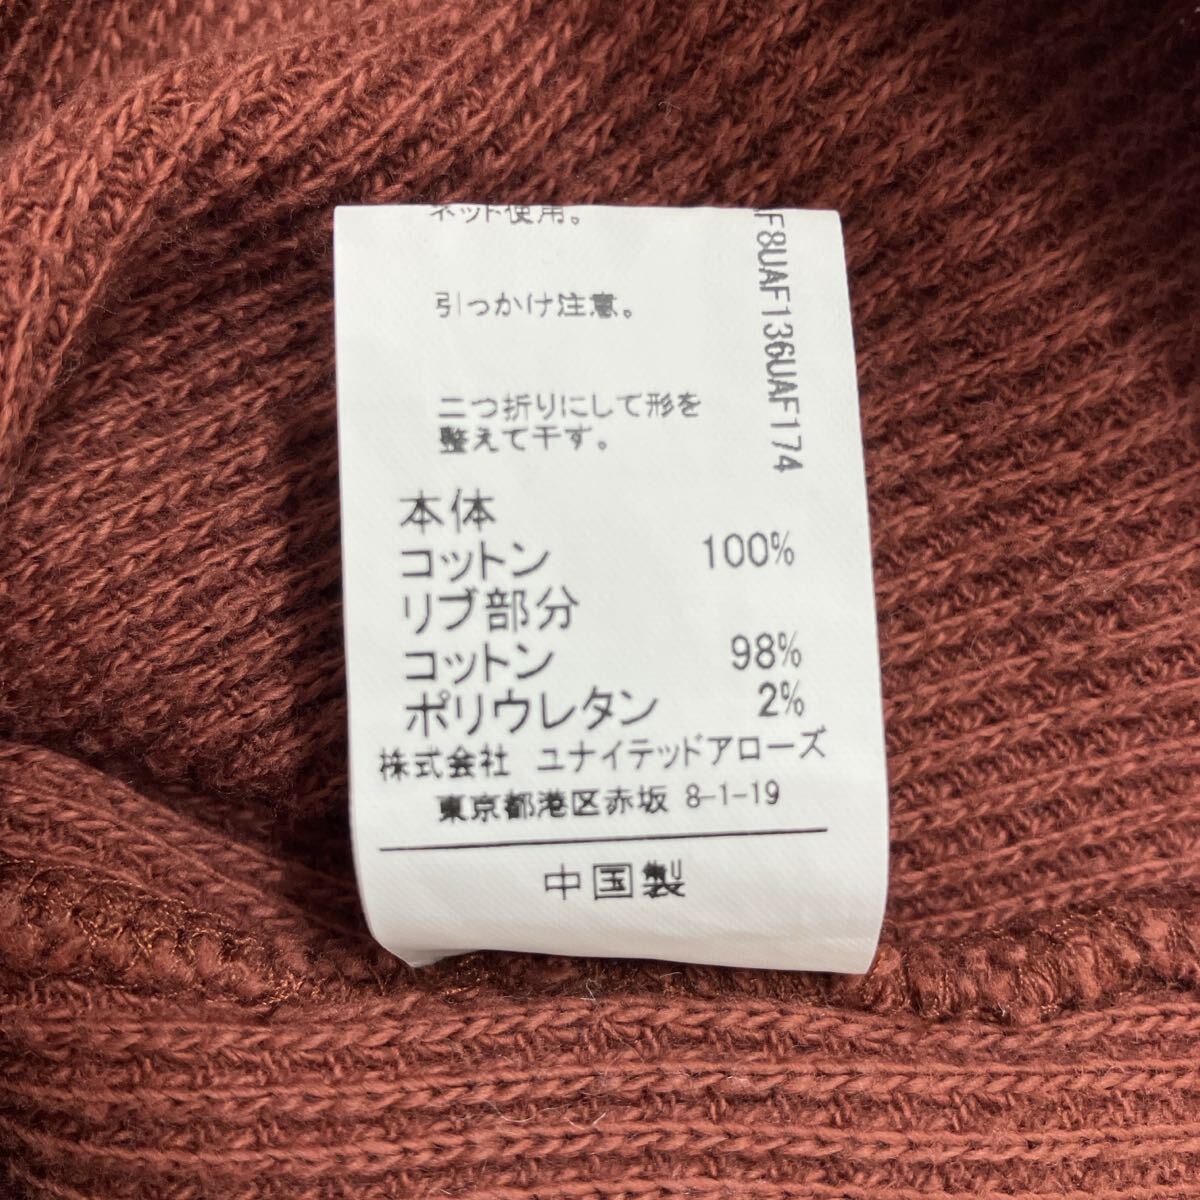 ネット使用。
引っかけ注意。
二つ折りにして形を
整えて干す。
F8UAF136UAF174
本体
コットン 100%
リブ部分
コットン 98%
ポリウレタン 2%
株式会社 ユナイテッドアローズ
東京都港区赤坂 8-1-19
中国製